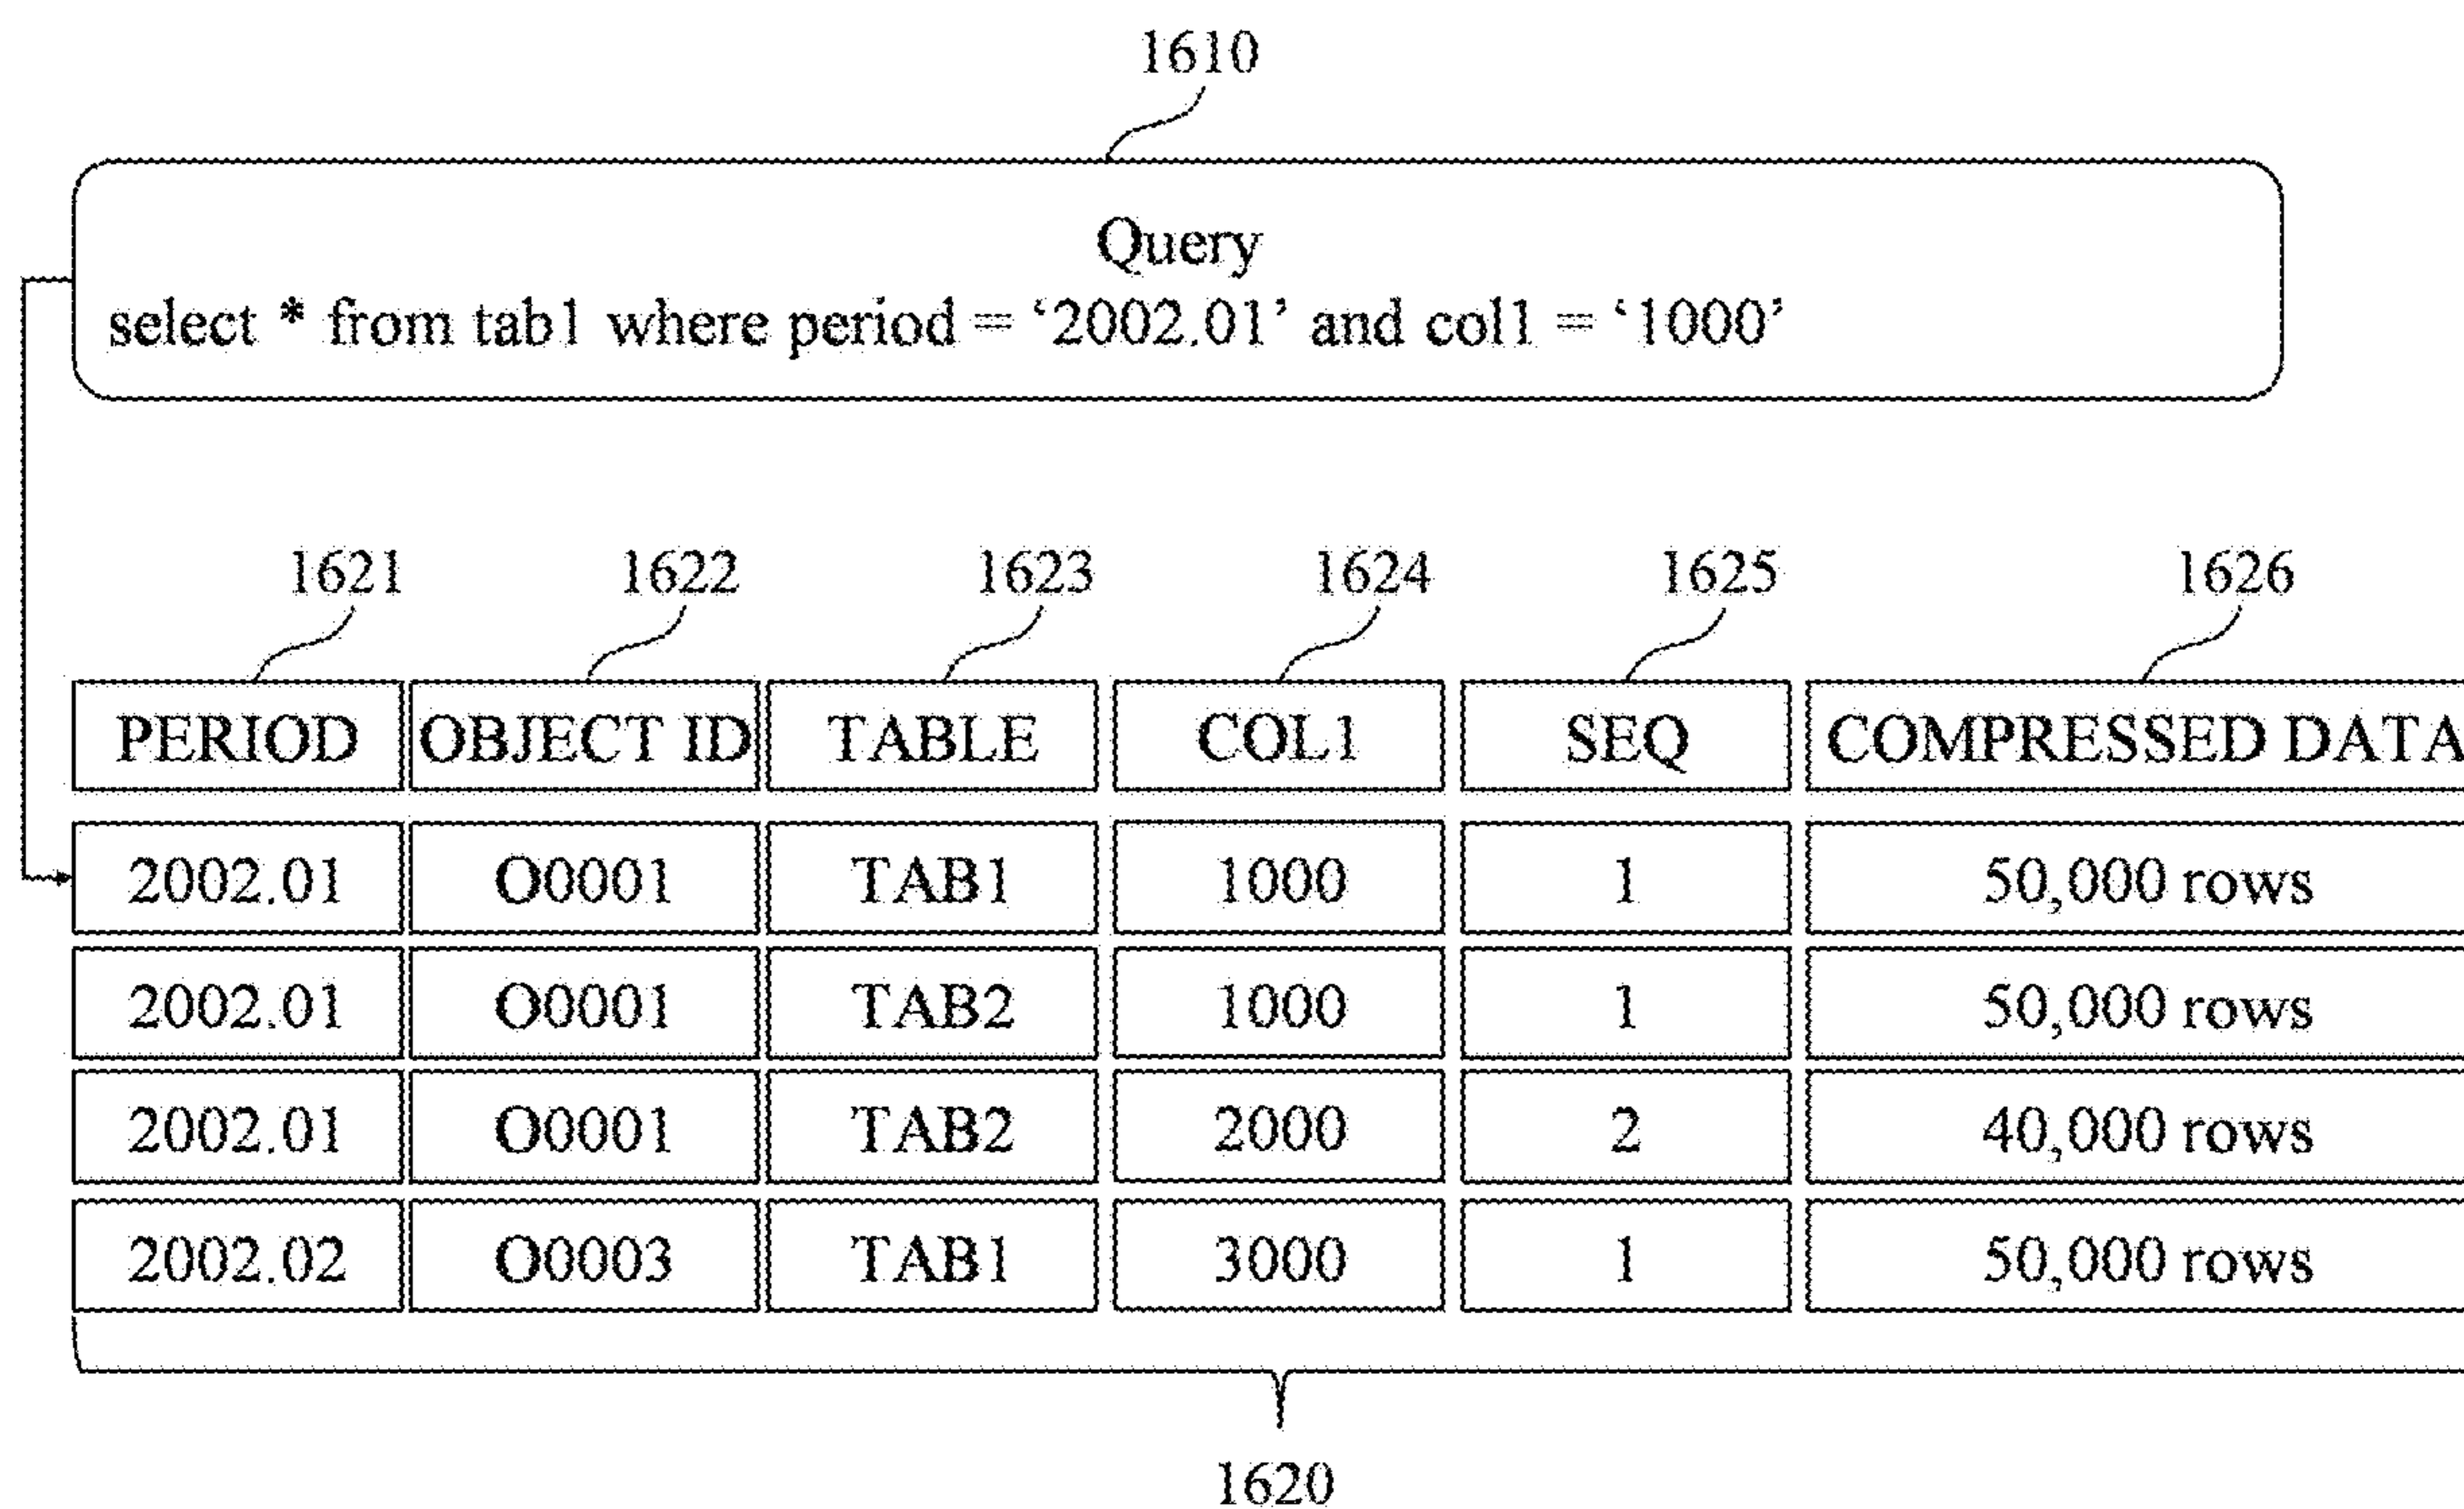 1610
Query
select * from tab1 where period = ‘2002.01’ and col1 = ‘1000’
1621 1622 1623 1624 1625 1626
PERIOD OBJECT ID TABLE COL1 SEQ COMPRESSED DATA
2002.01 O0001 TAB1 1000 1 50,000 rows
2002.01 O0001 TAB2 1000 1 50,000 rows
2002.01 O0001 TAB2 2000 2 40,000 rows
2002.02 O0003 TAB1 3000 1 50,000 rows
1620